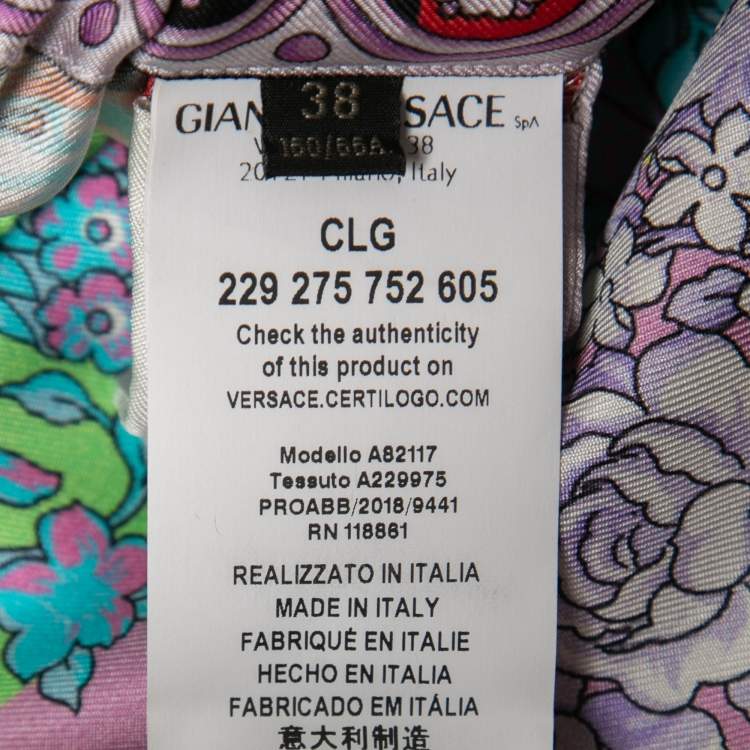 38
160/66A
GIAN SACE SpA
38
Italy
CLG
229 275 752 605
Check the authenticity
of this product on
VERSACE.CERTILOGO.COM
Modello A82117
Tessuto A229975
PROABB/2018/9441
RN 118861
REALIZZATO IN ITALIA
MADE IN ITALY
FABRIQUÉ EN ITALIE
HECHO EN ITALIA
FABRICADO EM ITÁLIA
意大利制造